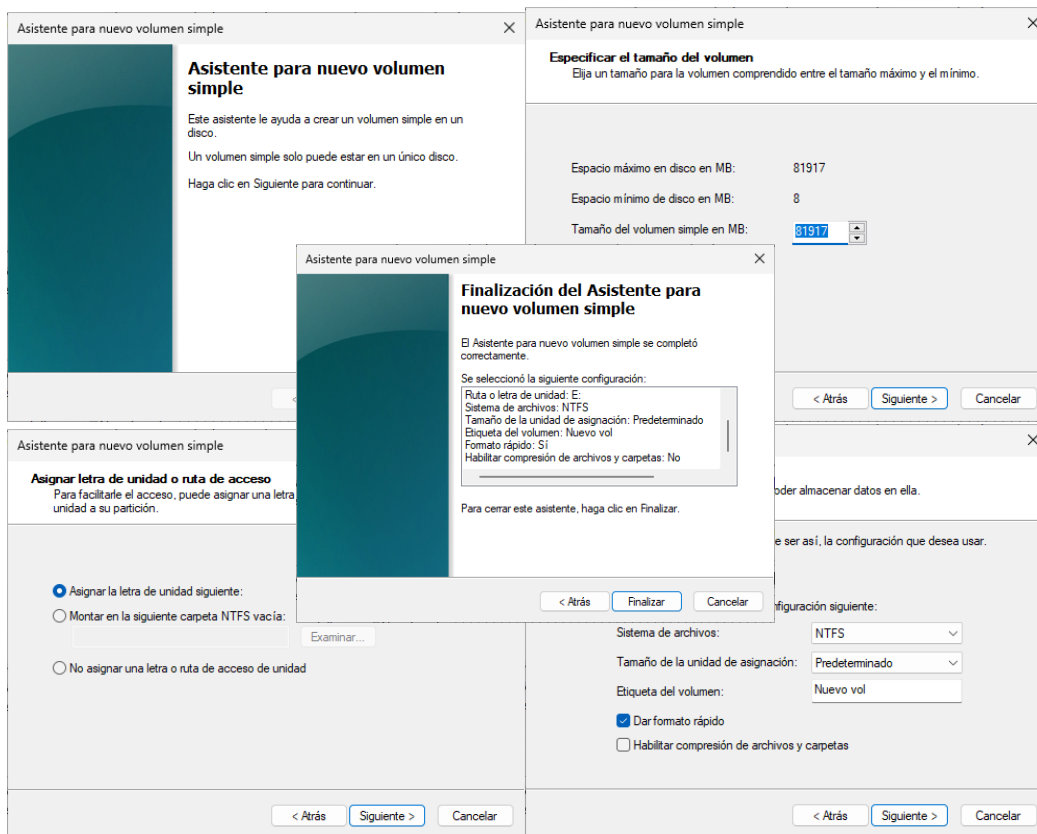 Asistente para nuevo volumen simple
Asistente para nuevo volumen
simple
Este asistente le ayuda a crear un volumen simple en un
disco.
Un volumen simple solo puede estar en un único disco.
Haga clic en Siguiente para continuar.
<
Asistente para nuevo volumen simple
Especificar el tamaño del volumen
Elija un tamaño para la volumen comprendido entre el tamaño máximo y el mínimo.
Espacio máximo en disco en MB: 81917
Espacio mínimo de disco en MB: 8
Tamaño del volumen simple en MB: 81917
< Atrás Siguiente > Cancelar
Asistente para nuevo volumen simple
Finalización del Asistente para
nuevo volumen simple
El Asistente para nuevo volumen simple se completó
correctamente.
Se seleccionó la siguiente configuración:
Ruta o letra de unidad: E:
Sistema de archivos: NTFS
Tamaño de la unidad de asignación: Predeterminado
Etiqueta del volumen: Nuevo vol
Formato rápido: Sí
Habilitar compresión de archivos y carpetas: No
Para cerrar este asistente, haga clic en Finalizar.
< Atrás Finalizar Cancelar
Asistente para nuevo volumen simple
Asignar letra de unidad o ruta de acceso
Para facilitarle el acceso, puede asignar una letra
unidad a su partición.
Asignar la letra de unidad siguiente:
Montar en la siguiente carpeta NTFS vacía:
Examinar...
No asignar una letra o ruta de acceso de unidad
< Atrás Siguiente > Cancelar
oder almacenar datos en ella.
e ser así, la configuración que desea usar.
nfiguración siguiente:
Sistema de archivos: NTFS
Tamaño de la unidad de asignación: Predeterminado
Etiqueta del volumen: Nuevo vol
Dar formato rápido
Habilitar compresión de archivos y carpetas
< Atrás Siguiente > Cancelar